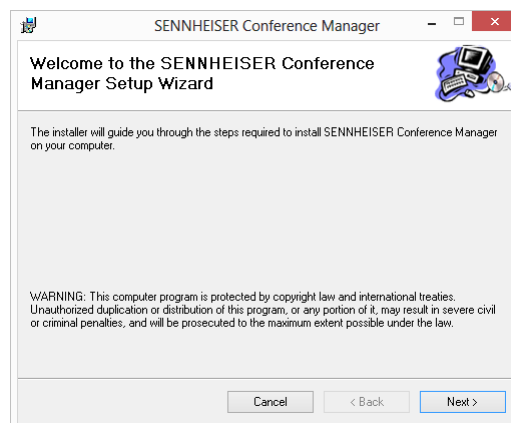 SENNHEISER Conference Manager
Welcome to the SENNHEISER Conference
Manager Setup Wizard
The installer will guide you through the steps required to install SENNHEISER Conference Manager
on your computer.
WARNING: This computer program is protected by copyright law and international treaties.
Unauthorized duplication or distribution of this program, or any portion of it, may result in severe civil
or criminal penalties, and will be prosecuted to the maximum extent possible under the law.
Cancel < Back Next >